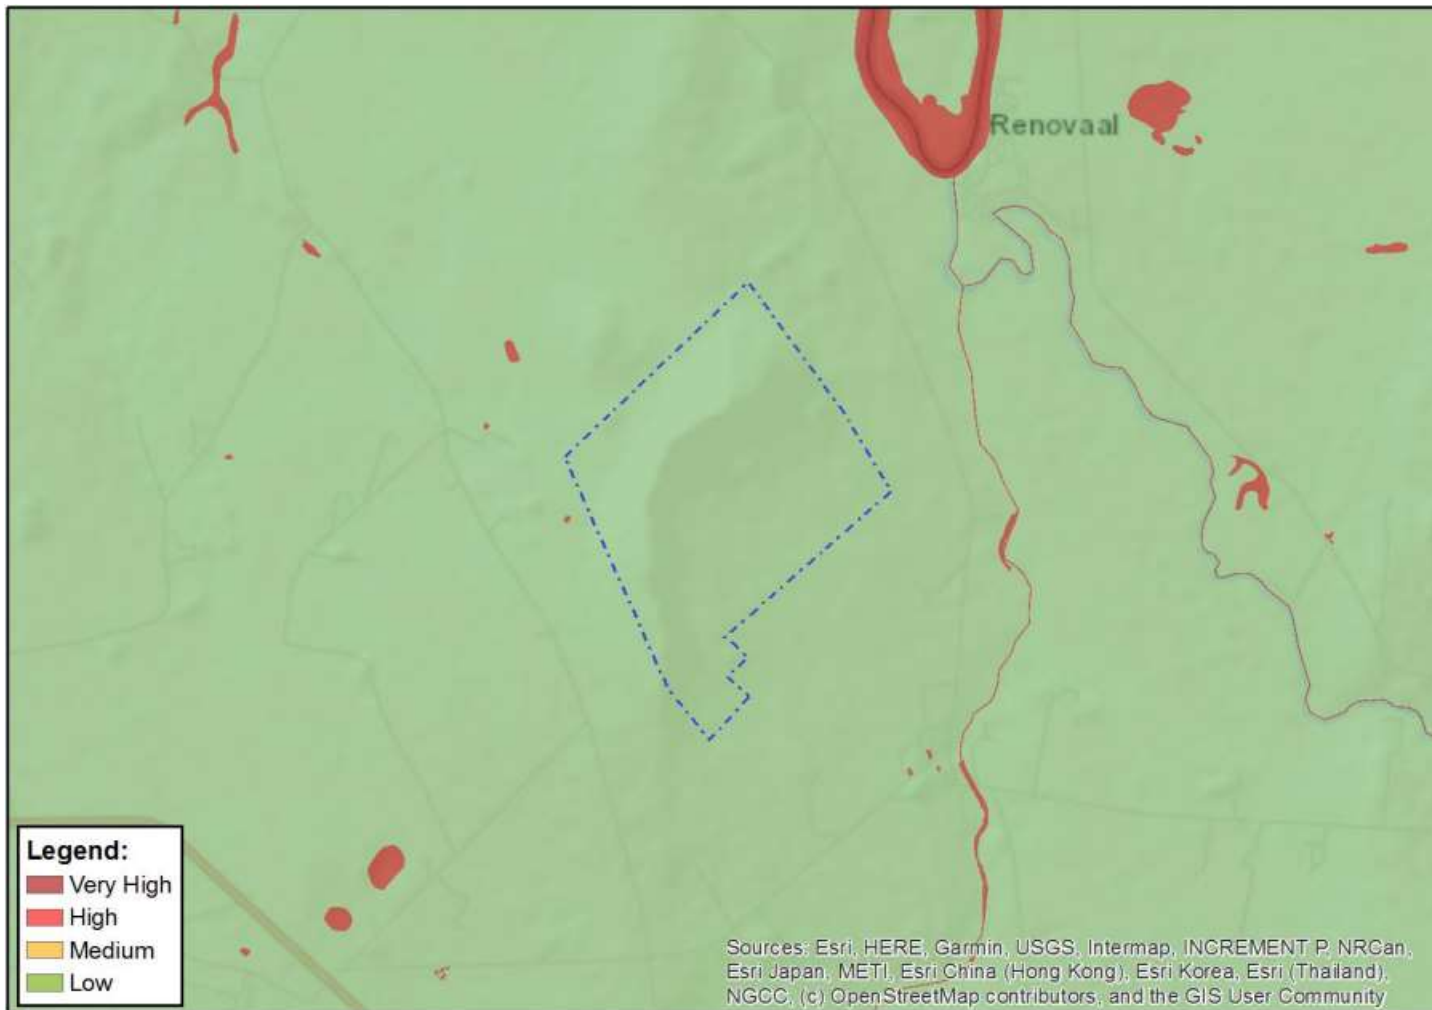 Renovaal
Legend:
Very High
High
Medium
Low
Sources: Esri, HERE, Garmin, USGS, Intermap, INCREMENT P, NRCan,
Esri Japan, METI, Esri China (Hong Kong), Esri Korea, Esri (Thailand),
NGCC, (c) OpenStreetMap contributors, and the GIS User Community